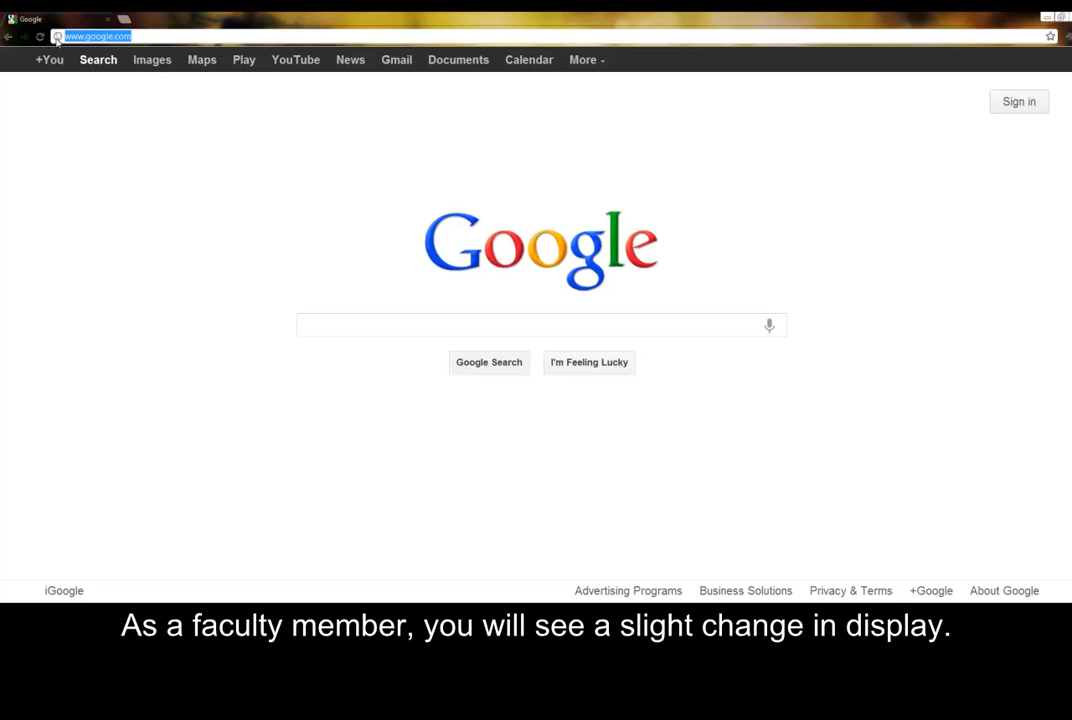 Google
www.google.com
+You Search Images Maps Play YouTube News Gmail Documents Calendar More
Sign in
Google
Google Search I'm Feeling Lucky
iGoogle Advertising Programs Business Solutions Privacy & Terms +Google About Google
As a faculty member, you will see a slight change in display.